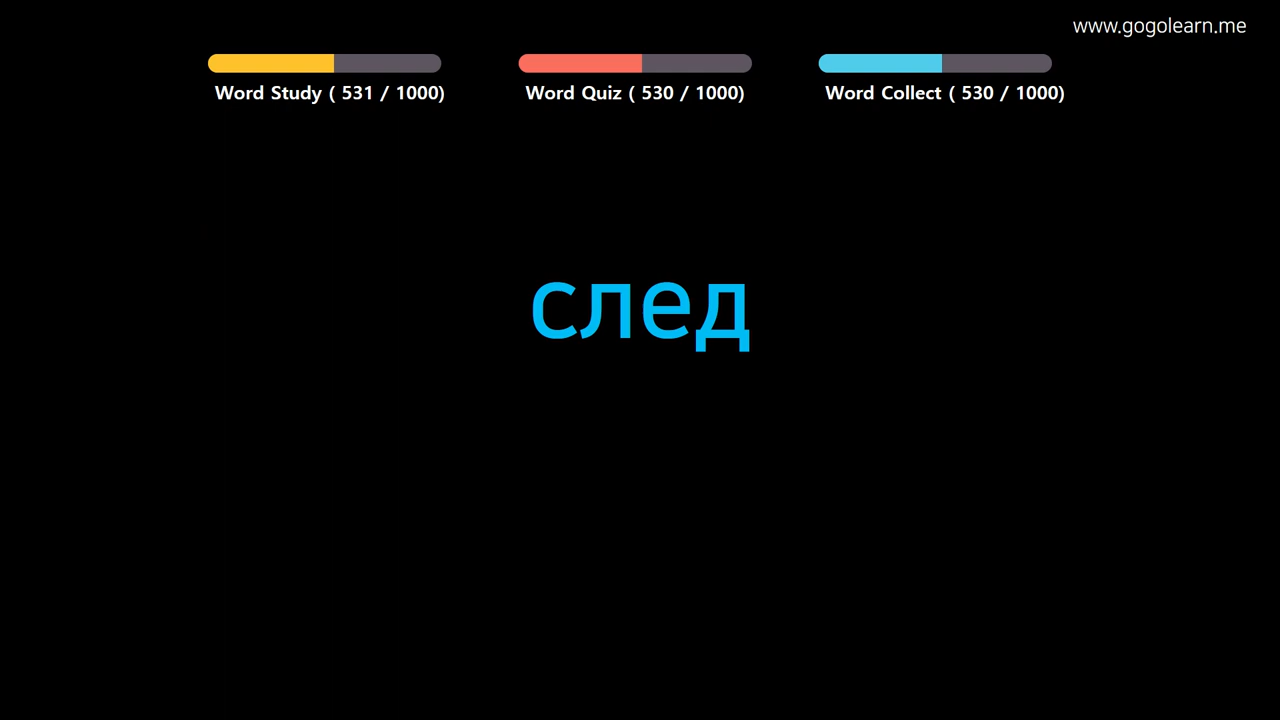 www.gogolearn.me
Word Study ( 531 / 1000)
Word Quiz ( 530 / 1000)
Word Collect ( 530 / 1000)
след